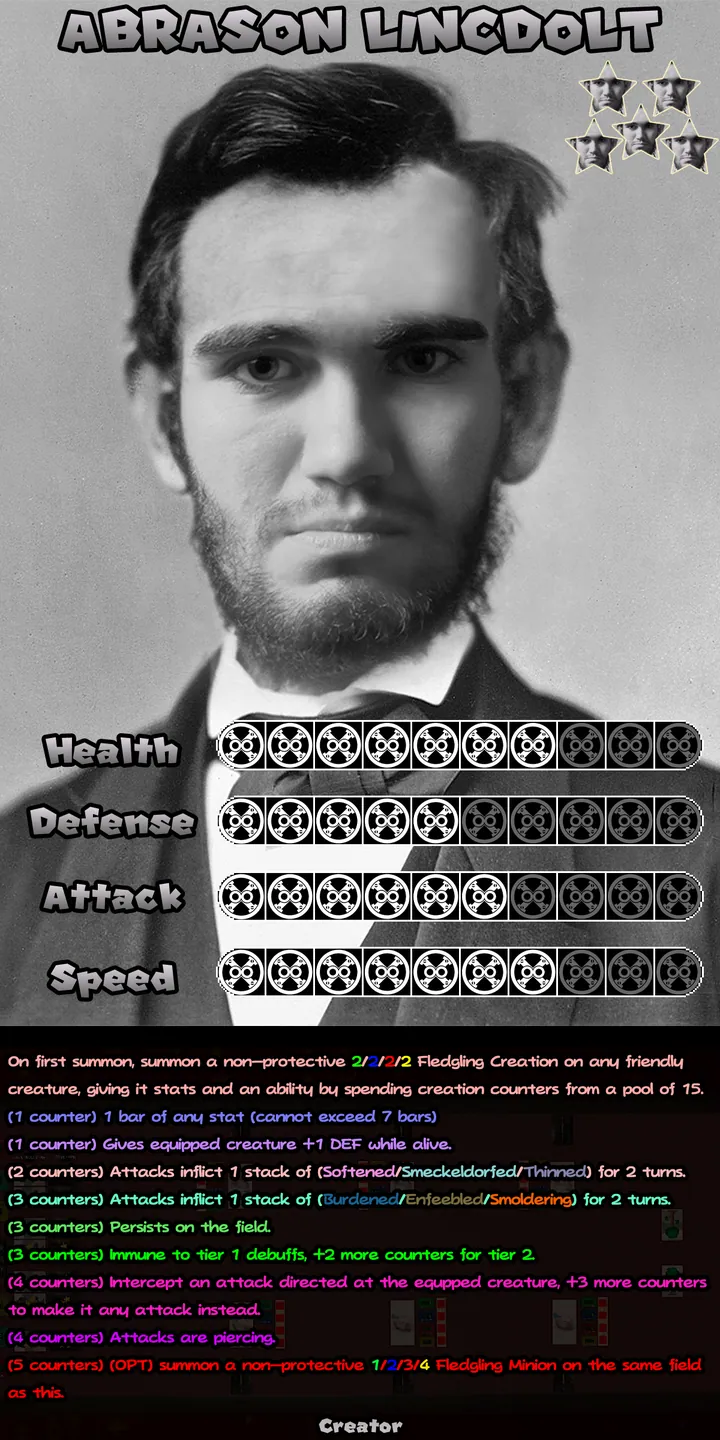 ABRASON LINCDOLT
Health
Defense
Attack
Speed
On first summon, summon a non-protective 2/2/2/2 Fledgling Creation on any friendly
creature, giving it stats and an ability by spending creation counters from a pool of 15.
(1 counter) 1 bar of any stat (cannot exceed 7 bars)
(1 counter) Gives equipped creature +1 DEF while alive.
(2 counters) Attacks inflict 1 stack of (Softened/Smeckeldorfed/Thinned) for 2 turns.
(3 counters) Attacks inflict 1 stack of (Burdened/Enfeebled/Smoldering) for 2 turns.
(3 counters) Persists on the field.
(3 counters) Immune to tier 1 debuffs, +2 more counters for tier 2.
(4 counters) Intercept an attack directed at the equpped creature, +3 more counters
to make it any attack instead.
(4 counters) Attacks are piercing.
(5 counters) (OPT) summon a non-protective 1/2/3/4 Fledgling Minion on the same field
as this.
Creator